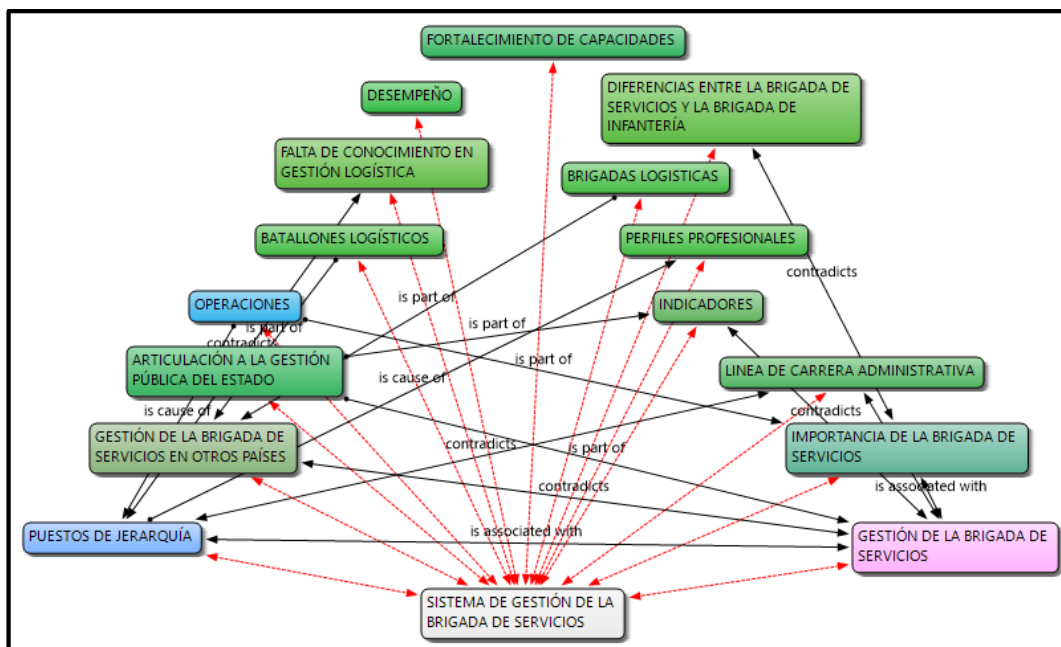 FORTALECIMIENTO DE CAPACIDADES
DESEMPEÑO
DIFERENCIAS ENTRE LA BRIGADA DE
SERVICIOS Y LA BRIGADA DE
INFANTERÍA
FALTA DE CONOCIMIENTO EN
GESTIÓN LOGÍSTICA
BRIGADAS LOGISTICAS
BATALLONES LOGÍSTICOS
PERFILES PROFESIONALES
contradicts
OPERACIONES
is part of
INDICADORES
is part of
is part of
contradicts
ARTICULACIÓN A LA GESTIÓN
PÚBLICA DEL ESTADO
is part of
is cause of
LINEA DE CARRERA ADMINISTRATIVA
is cause of
contradicts
GESTIÓN DE LA BRIGADA DE
SERVICIOS EN OTROS PAÍSES
contradicts
is part of
IMPORTANCIA DE LA BRIGADA DE
SERVICIOS
contradicts
is associated with
PUESTOS DE JERARQUÍA
is associated with
GESTIÓN DE LA BRIGADA DE
SERVICIOS
SISTEMA DE GESTIÓN DE LA
BRIGADA DE SERVICIOS